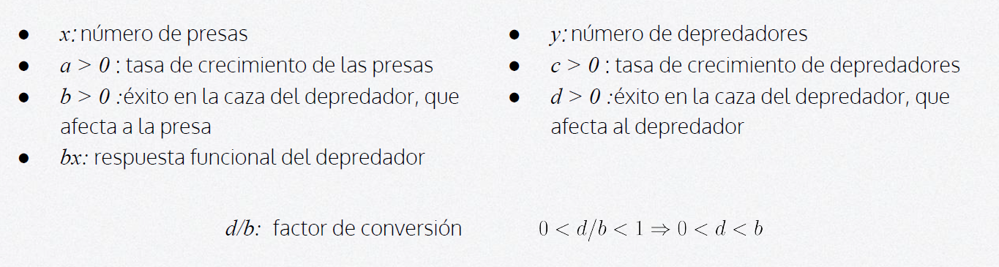 ● x: número de presas
● a > 0 : tasa de crecimiento de las presas
● b > 0 :éxito en la caza del depredador, que
afecta a la presa
● bx: respuesta funcional del depredador
● y: número de depredadores
● c > 0 : tasa de crecimiento de depredadores
● d > 0 :éxito en la caza del depredador, que
afecta al depredador
d/b: factor de conversión
0 < d/b < 1 ⇒ 0 < d < b